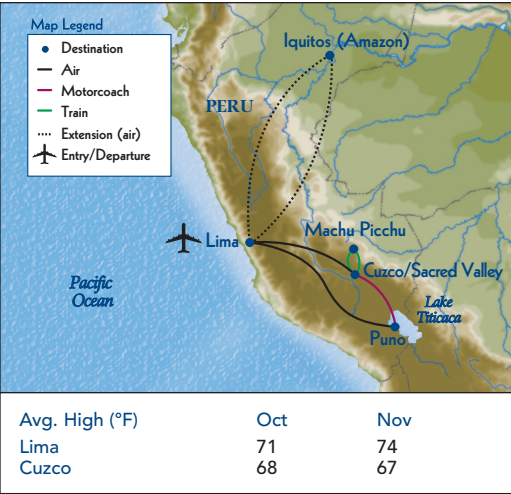 Map Legend
Destination
Air
Motorcoach
Train
Extension (air)
Entry/Departure
Iquitos (Amazon)
PERU
Lima
Machu Picchu
Cuzco/Sacred Valley
Pacific
Ocean
Lake
Titicaca
Puno
Avg. High (°F) Oct Nov
Lima 71 74
Cuzco 68 67